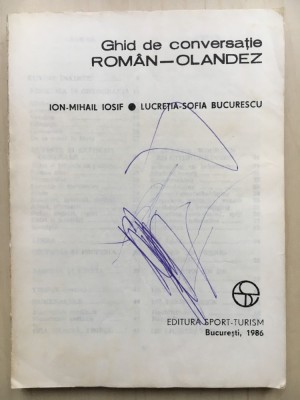 Ghid de conversație
ROMÂN—OLANDEZ
ION-MIHAIL IOSIF ● LUCREȚIA-SOFIA BUCURESCU
EDITURA SPORT-TURISM
București, 1986